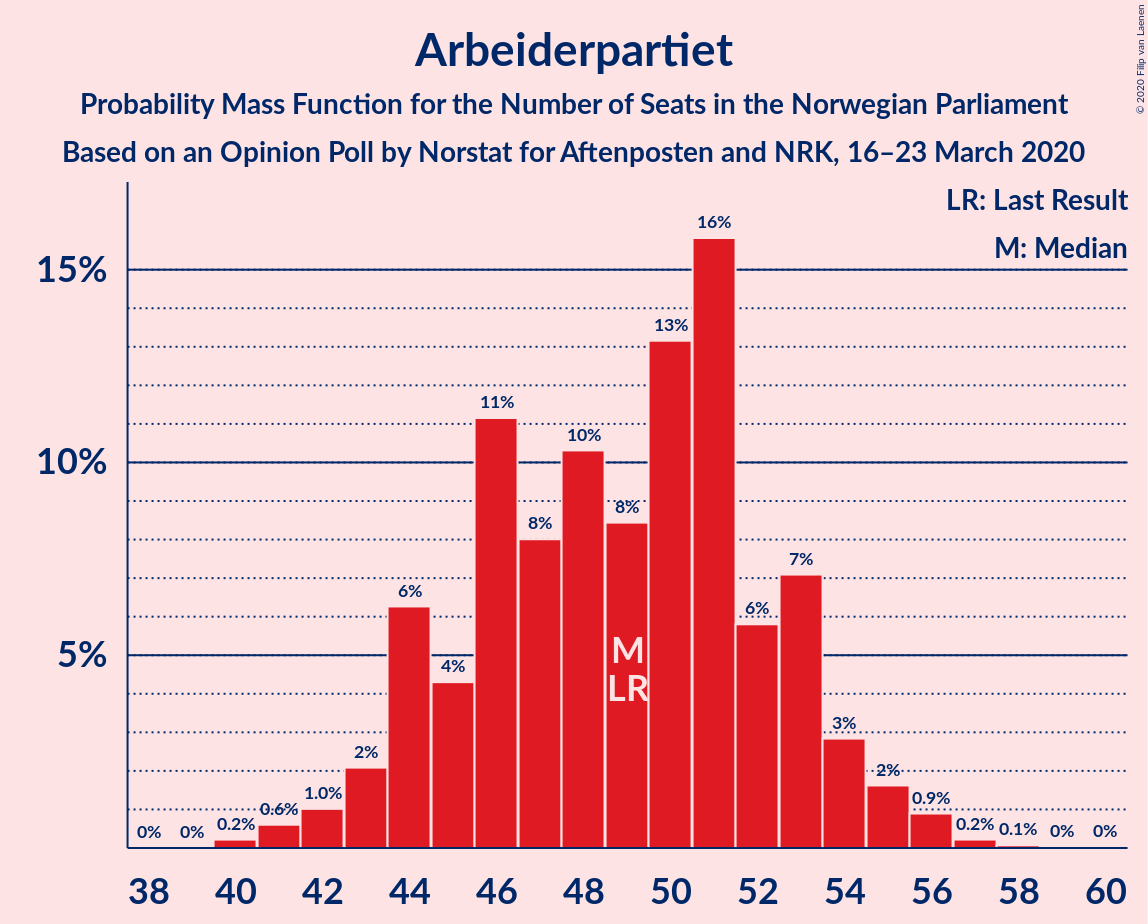 Arbeiderpartiet
Probability Mass Function for the Number of Seats in the Norwegian Parliament
Based on an Opinion Poll by Norstat for Aftenposten and NRK, 16–23 March 2020
© 2020 Filip van Laenen
LR: Last Result
M: Median
15%
10%
5%
0%
0%
0.2%
0.6%
1.0%
2%
6%
4%
11%
8%
10%
8%
13%
16%
6%
7%
3%
2%
0.9%
0.2%
0.1%
0%
0%
M
LR
38 40 42 44 46 48 50 52 54 56 58 60